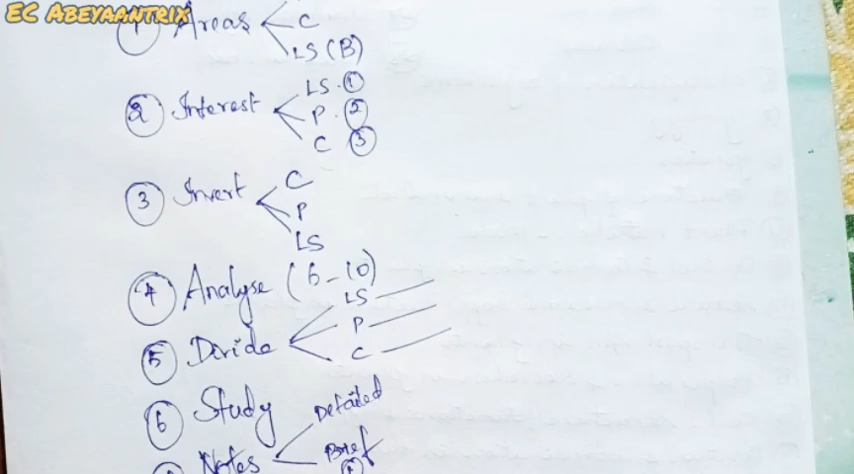 EC ABEYAANTRIX
① Areas
C
LS (B)
② Interest
LS. ①
P. ②
C ③
③ Invert
C
P
LS
④ Analyse (6-10)
⑤ Divide
LS
P
C
⑥ Study
Notes
Detailed
Brief